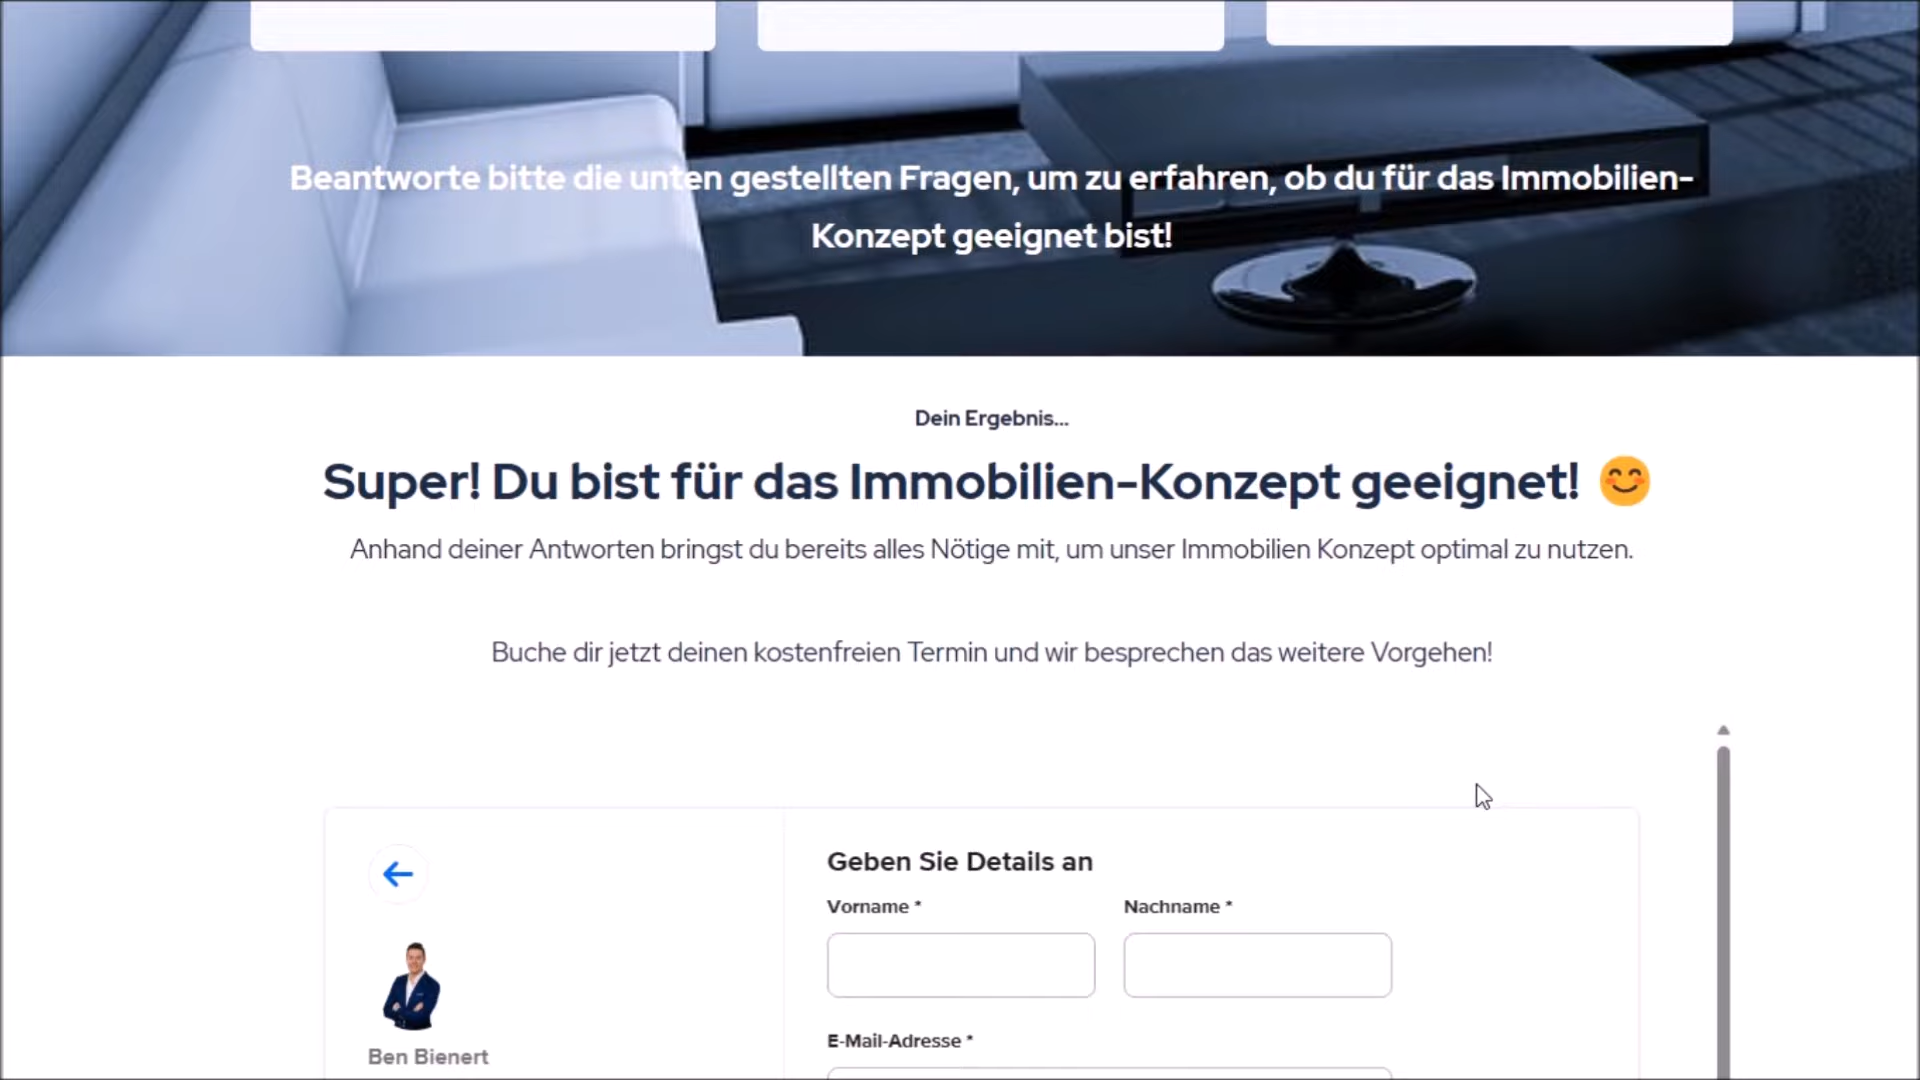 Beantworte bitte die unten gestellten Fragen, um zu erfahren, ob du für das Immobilien-
Konzept geeignet bist!
Dein Ergebnis...
Super! Du bist für das Immobilien-Konzept geeignet! 😊
Anhand deiner Antworten bringst du bereits alles Nötige mit, um unser Immobilien Konzept optimal zu nutzen.
Buche dir jetzt deinen kostenfreien Termin und wir besprechen das weitere Vorgehen!
Geben Sie Details an
Vorname * Nachname *
E-Mail-Adresse *
Ben Bienert